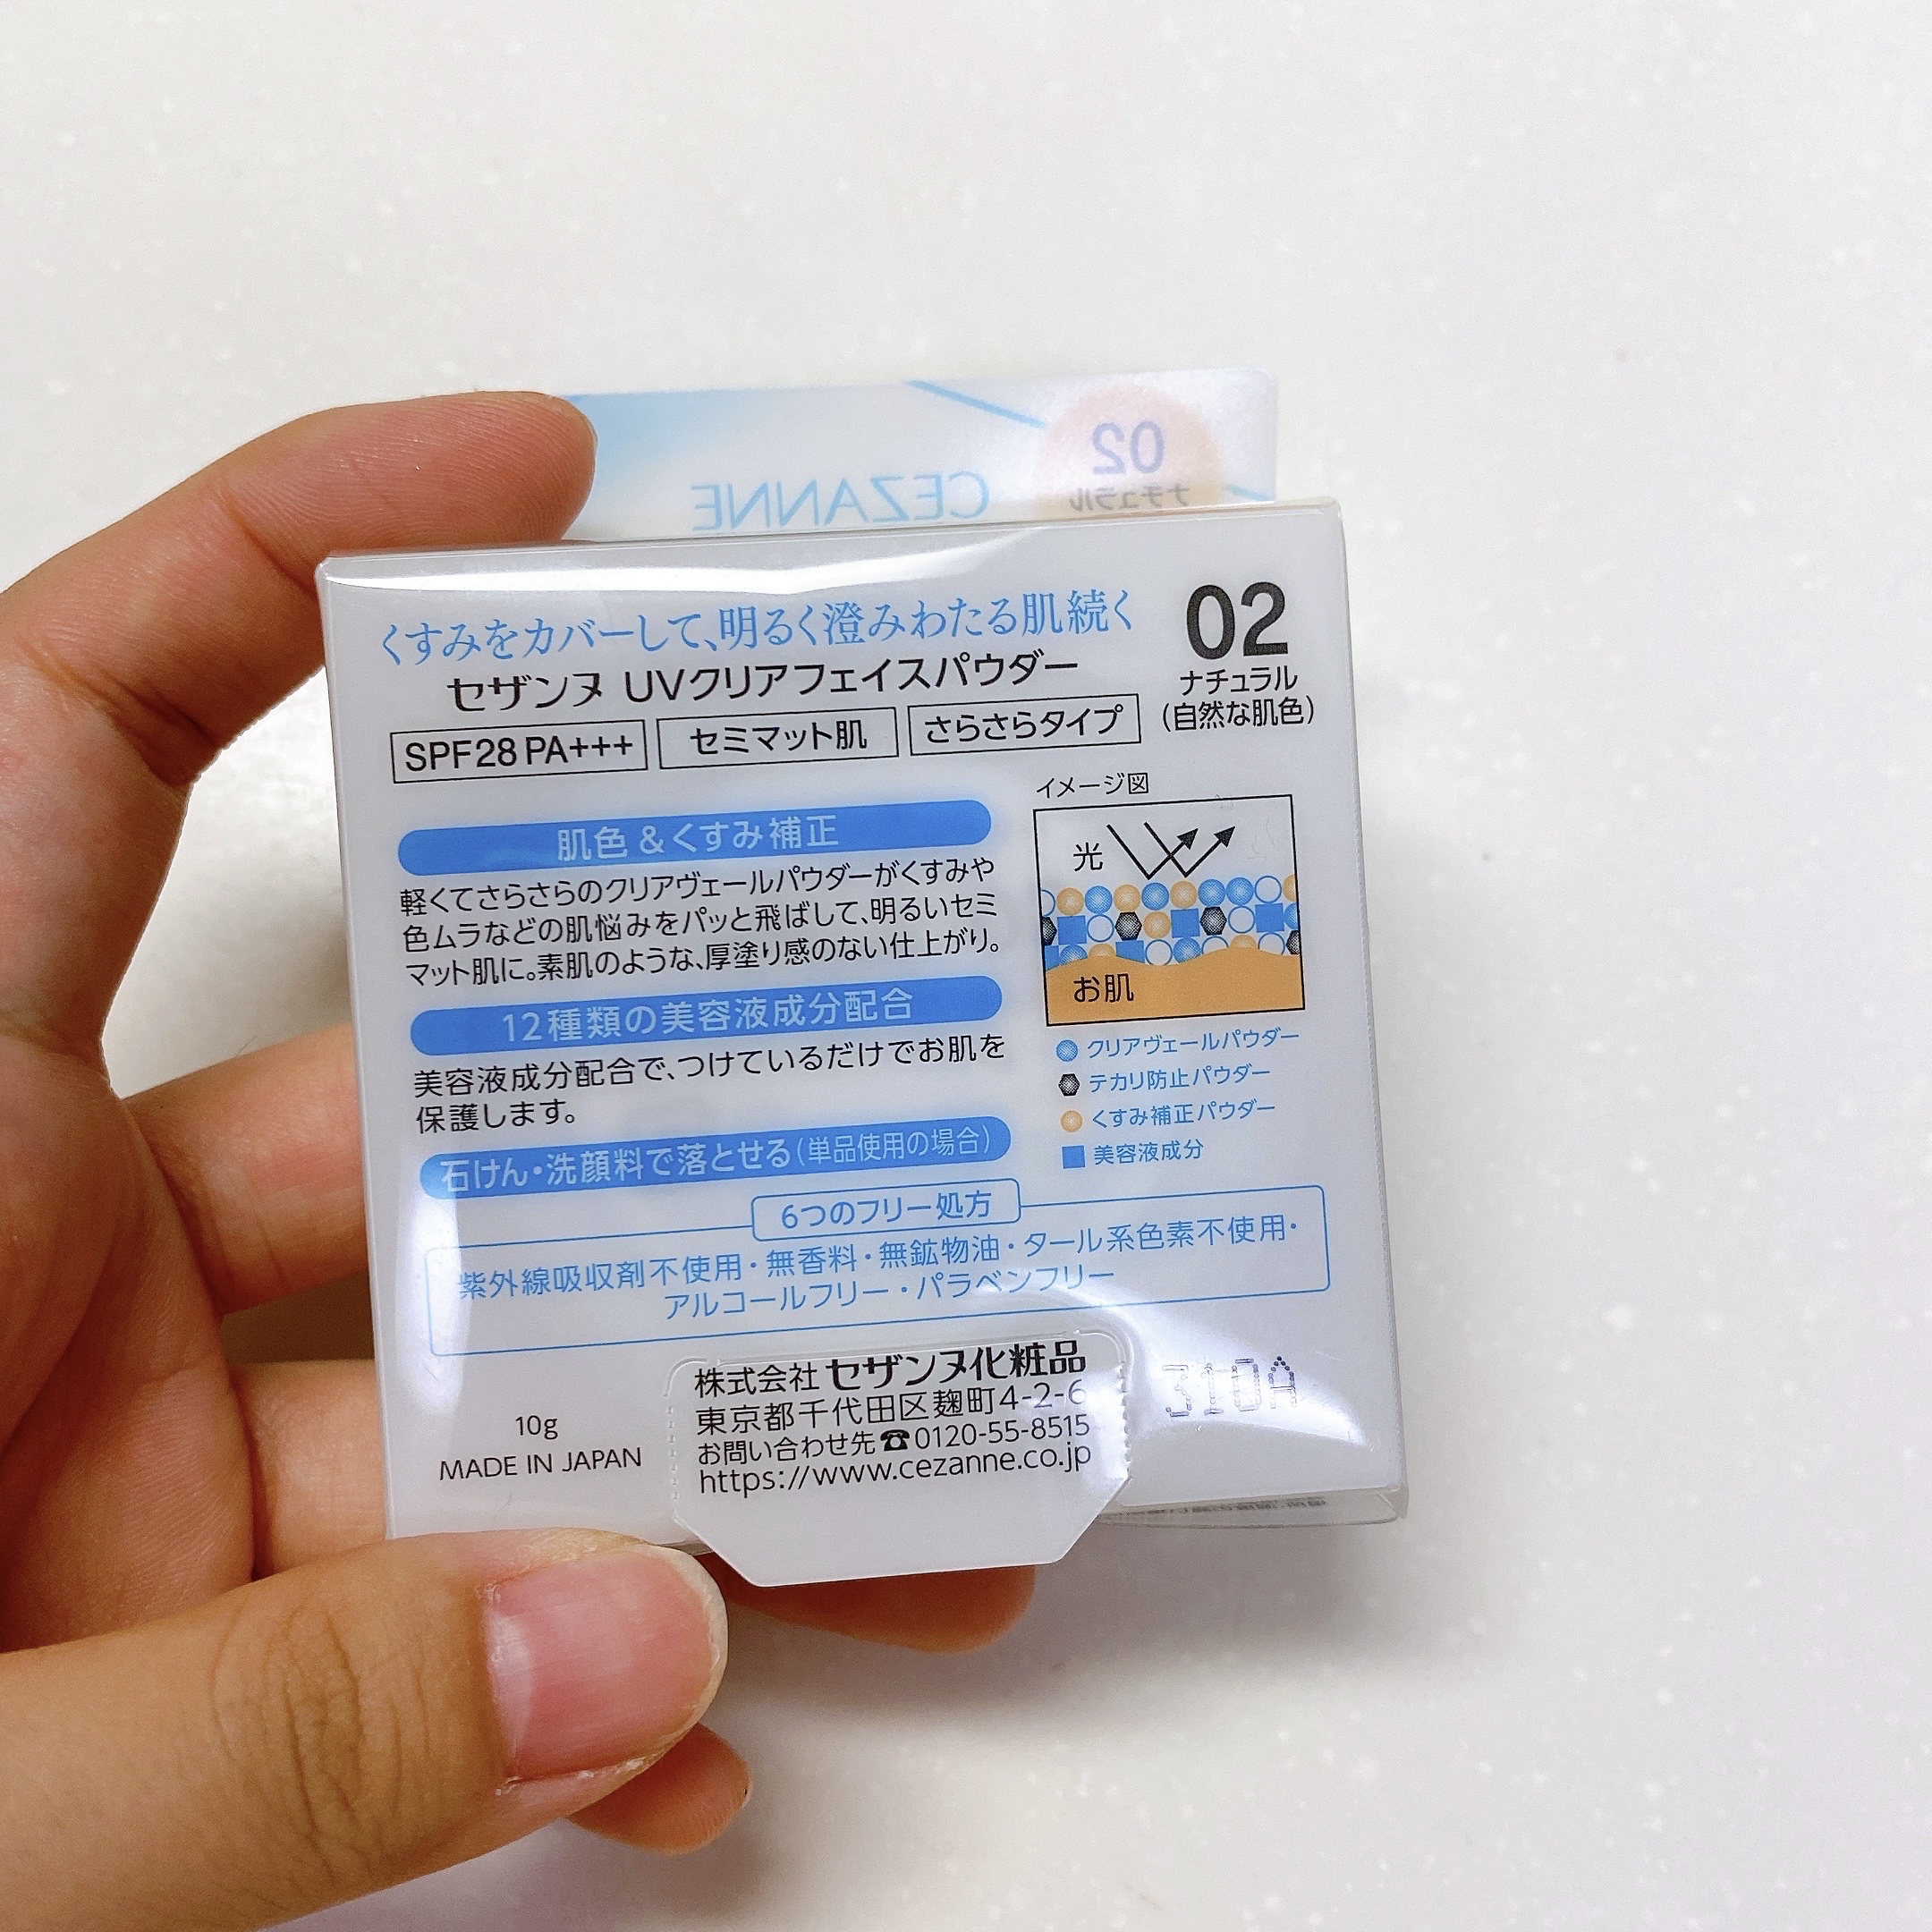 CEZANNE
02
ナチュラル
くすみをカバーして、明るく澄みわたる肌続く
セザンヌ UVクリアフェイスパウダー
02
ナチュラル
(自然な肌色)
SPF28 PA+++
セミマット肌
さらさらタイプ
肌色&くすみ補正
軽くてさらさらのクリアヴェールパウダーがくすみや
色ムラなどの肌悩みをパッと飛ばして、明るいセミ
マット肌に。素肌のような、厚塗り感のない仕上がり。
12種類の美容液成分配合
美容液成分配合で、つけているだけでお肌を
保護します。
石けん・洗顔料で落とせる(単品使用の場合)
イメージ図
光
お肌
クリアヴェールパウダー
テカリ防止パウダー
くすみ補正パウダー
美容液成分
6つのフリー処方
紫外線吸収剤不使用・無香料・無鉱物油・タール系色素不使用・
アルコールフリー・パラベンフリー
株式会社 セザンヌ化粧品
東京都千代田区麹町4-2-6
お問い合わせ先☎0120-55-8515
https://www.cezanne.co.jp
10g
MADE IN JAPAN